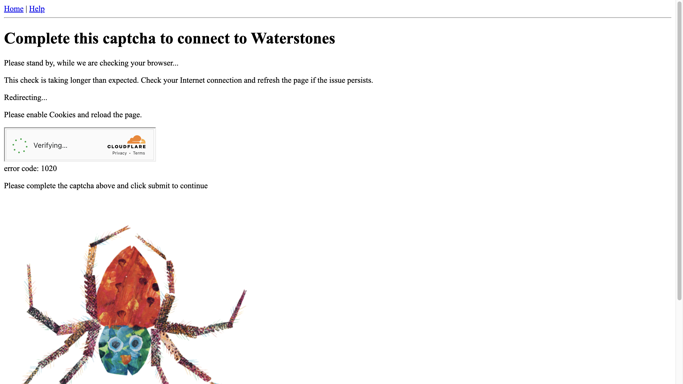 Home | Help
Complete this captcha to connect to Waterstones
Please stand by, while we are checking your browser...
This check is taking longer than expected. Check your Internet connection and refresh the page if the issue persists.
Redirecting...
Please enable Cookies and reload the page.
Verifying...
CLOUDFLARE
Privacy • Terms
error code: 1020
Please complete the captcha above and click submit to continue